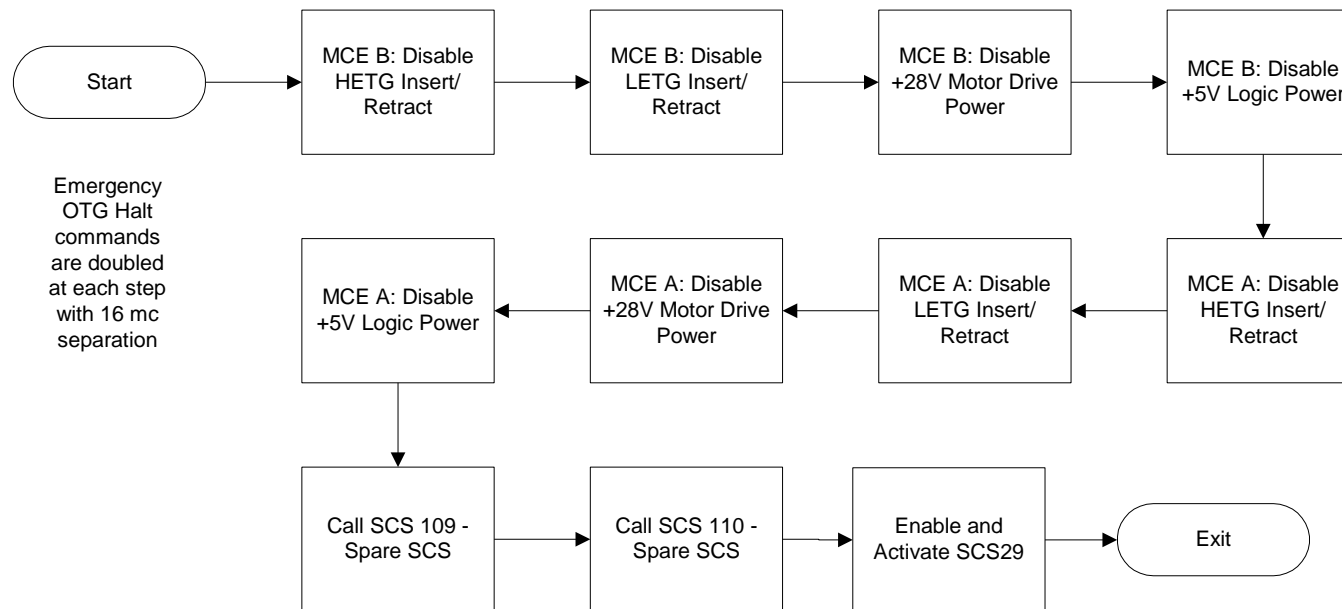 Start
MCE B: Disable
HETG Insert/
Retract
MCE B: Disable
LETG Insert/
Retract
MCE B: Disable
+28V Motor Drive
Power
MCE B: Disable
+5V Logic Power
Emergency
OTG Halt
commands
are doubled
at each step
with 16 mc
separation
MCE A: Disable
HETG Insert/
Retract
MCE A: Disable
LETG Insert/
Retract
MCE A: Disable
+28V Motor Drive
Power
MCE A: Disable
+5V Logic Power
Call SCS 109 -
Spare SCS
Call SCS 110 -
Spare SCS
Enable and
Activate SCS29
Exit